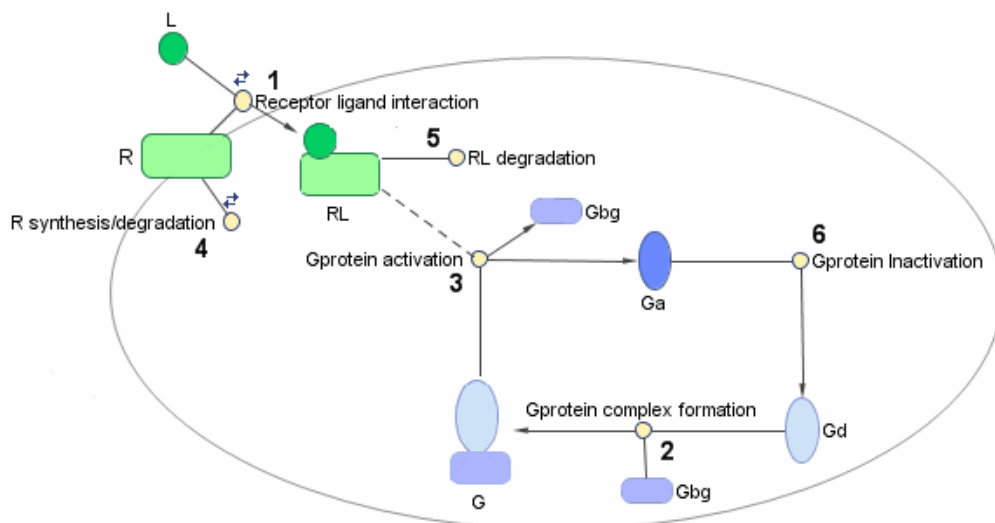 L
1
Receptor ligand interaction
R
5
RL degradation
RL
R synthesis/degradation
4
Gbg
Gprotein activation
3
6
Gprotein Inactivation
Ga
Gprotein complex formation
Gd
2
G
Gbg